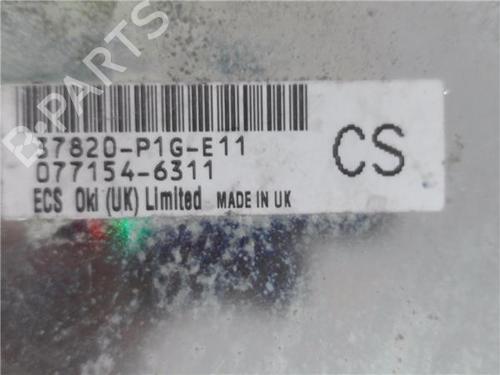 B-PARTS
37820-P1G-E11
077154-6311
CS
ECS Oki (UK) Limited MADE IN UK